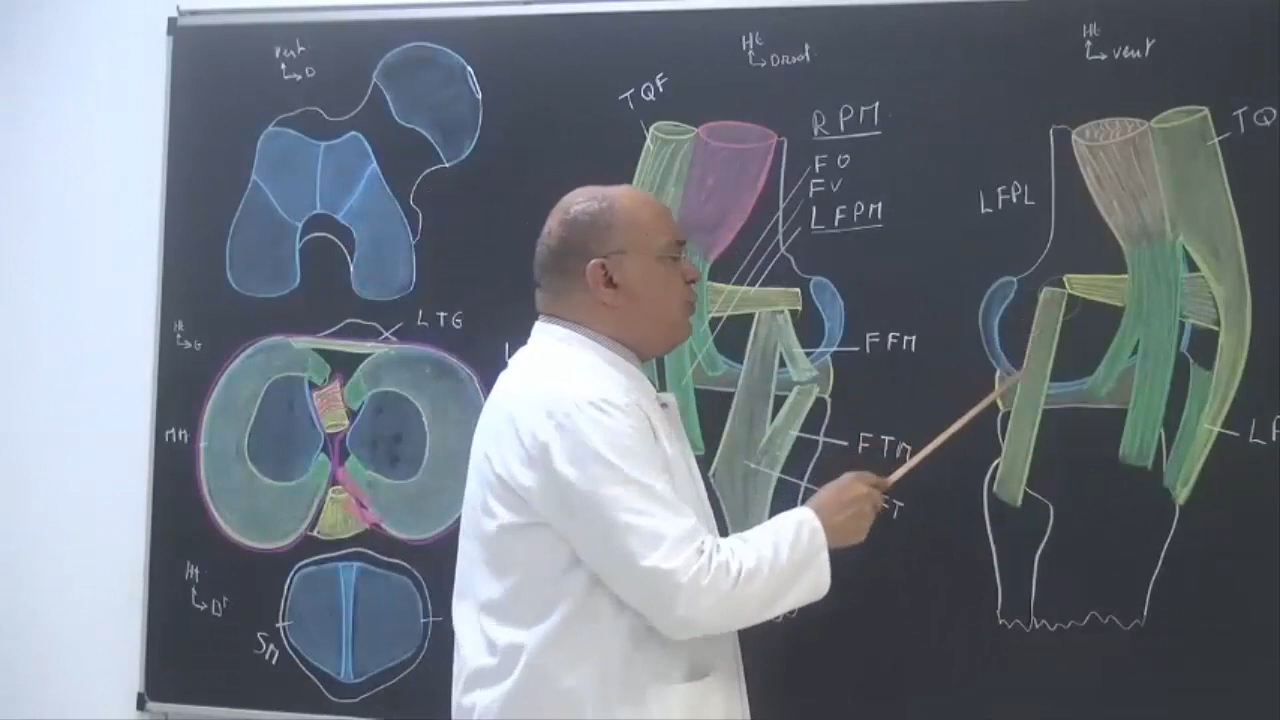 Vent
D
Ht
G
LTG
MM
Ht
Dt
SM
TQF
Ht
Droit
RPM
FO
FV
LFPM
FFM
FTM
Ht
Vent
LFPL
TQ